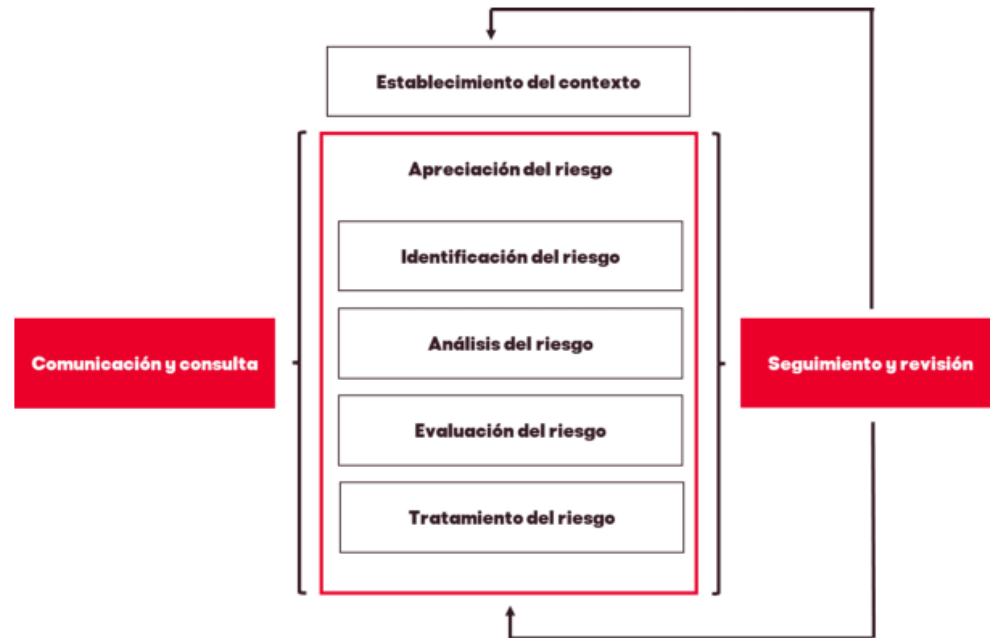 Establecimiento del contexto
Apreciación del riesgo
Identificación del riesgo
Análisis del riesgo
Comunicación y consulta
Seguimiento y revisión
Evaluación del riesgo
Tratamiento del riesgo